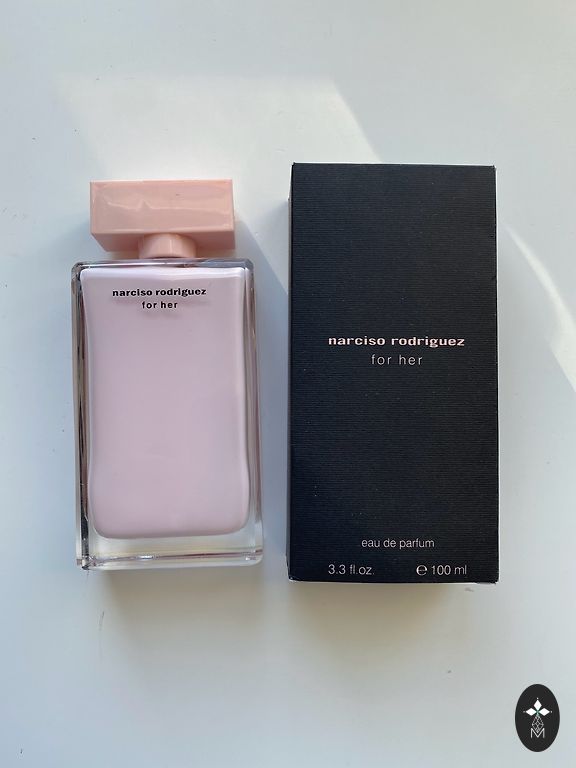 narciso rodriguez
for her
narciso rodriguez
for her
eau de parfum
3.3 fl.oz. ℮ 100 ml
M